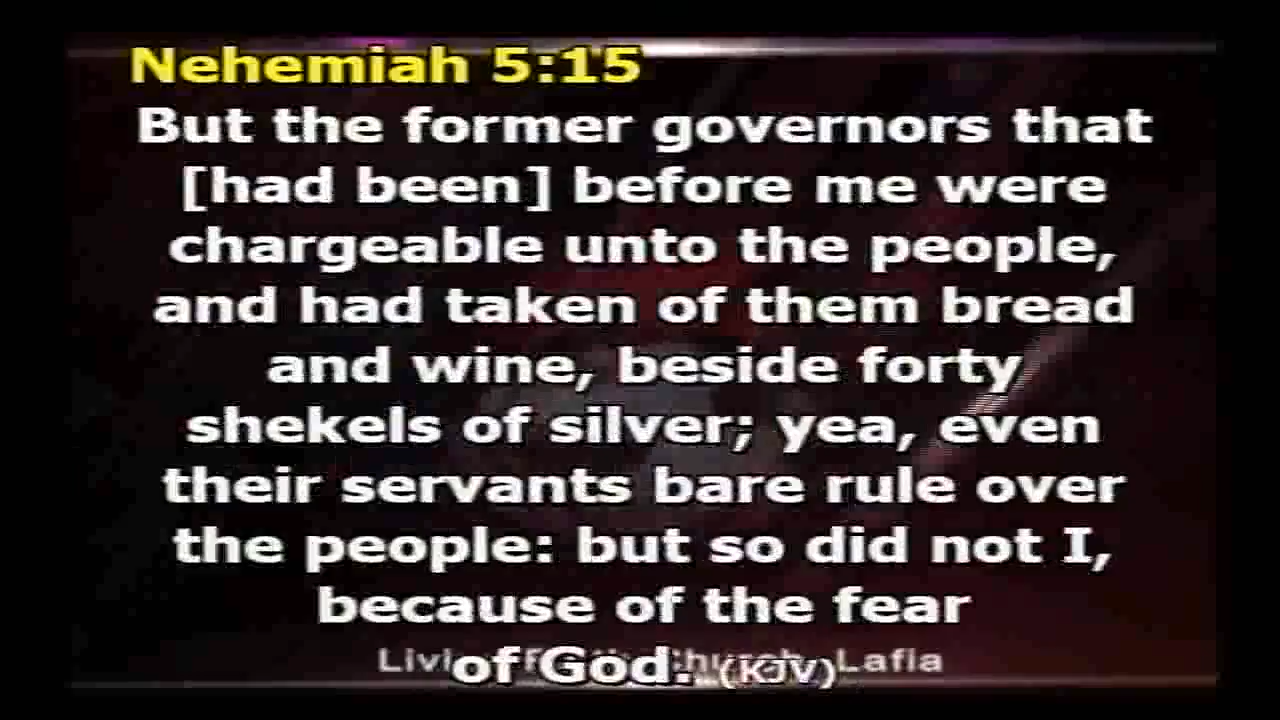 Nehemiah 5:15
But the former governors that
[had been] before me were
chargeable unto the people,
and had taken of them bread
and wine, beside forty
shekels of silver; yea, even
their servants bare rule over
the people: but so did not I,
because of the fear
of God. (KJV)
Lafia